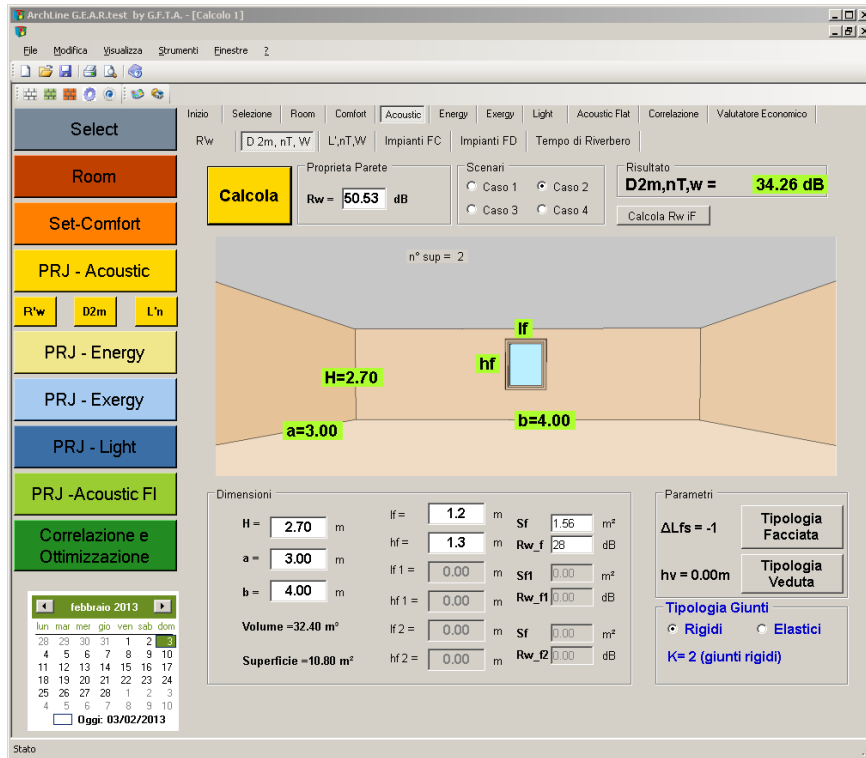 ArchLine G.E.A.R.test by G.F.T.A. - [Calcolo 1]
File Modifica Visualizza Strumenti Finestre ?
Inizio Selezione Room Comfort Acoustic Energy Exergy Light Acoustic Flat Correlazione Valutatore Economico
R'w D 2m, nT, W L',nT,W Impianti FC Impianti FD Tempo di Riverbero
Select
Room
Set-Comfort
PRJ - Acoustic
R'w D2m L'n
PRJ - Energy
PRJ - Exergy
PRJ - Light
PRJ -Acoustic Fl
Correlazione e
Ottimizzazione
febbraio 2013
lun mar mer gio ven sab dom
28 29 30 31 1 2 3
4 5 6 7 8 9 10
11 12 13 14 15 16 17
18 19 20 21 22 23 24
25 26 27 28 1 2 3
4 5 6 7 8 9 10
Oggi: 03/02/2013
Calcola
Proprieta Parete
Rw = 50.53 dB
Scenari
Caso 1 Caso 2
Caso 3 Caso 4
Risultato
D2m,nT,w = 34.26 dB
Calcola Rw iF
n° sup = 2
lf
hf
H=2.70
a=3.00
b=4.00
Dimensioni
H = 2.70 m
a = 3.00 m
b = 4.00 m
Volume =32.40 m°
Superficie =10.80 m²
lf = 1.2 m
hf = 1.3 m
lf 1 = 0.00 m
hf 1 = 0.00 m
lf 2 = 0.00 m
hf 2 = 0.00 m
Sf 1.56 m²
Rw_f 28 dB
Sf1 0.00 m²
Rw_f1 0.00 dB
Sf 0.00 m²
Rw_f2 0.00 dB
Parametri
ΔLfs = -1
Tipologia
Facciata
hv = 0.00m
Tipologia
Veduta
Tipologia Giunti
Rigidi Elastici
K= 2 (giunti rigidi)
Stato